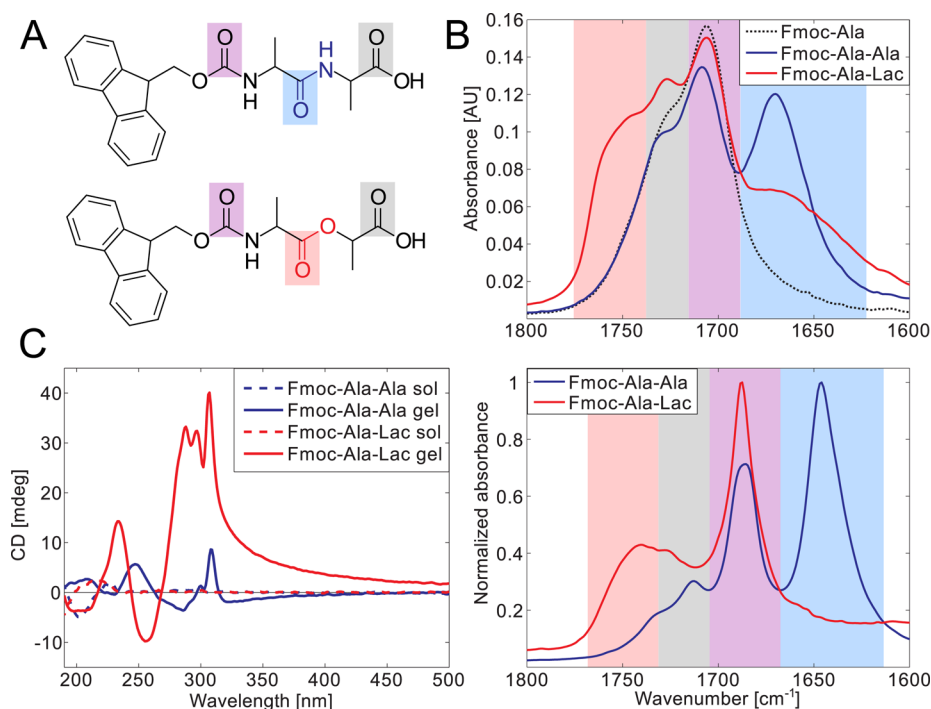 A
O
O
N
H
H
N
O
O
OH
O
O
N
H
O
O
O
OH
B
Fmoc-Ala
Fmoc-Ala-Ala
Fmoc-Ala-Lac
Absorbance [AU]
0.16
0.14
0.12
0.1
0.08
0.06
0.04
0.02
1800
1750
1700
1650
1600
C
Fmoc-Ala-Ala sol
Fmoc-Ala-Ala gel
Fmoc-Ala-Lac sol
Fmoc-Ala-Lac gel
CD [mdeg]
40
30
20
10
0
-10
200
250
300
350
400
450
500
Wavelength [nm]
Fmoc-Ala-Ala
Fmoc-Ala-Lac
Normalized absorbance
1
0.8
0.6
0.4
0.2
1800
1750
1700
1650
1600
Wavenumber [cm⁻¹]